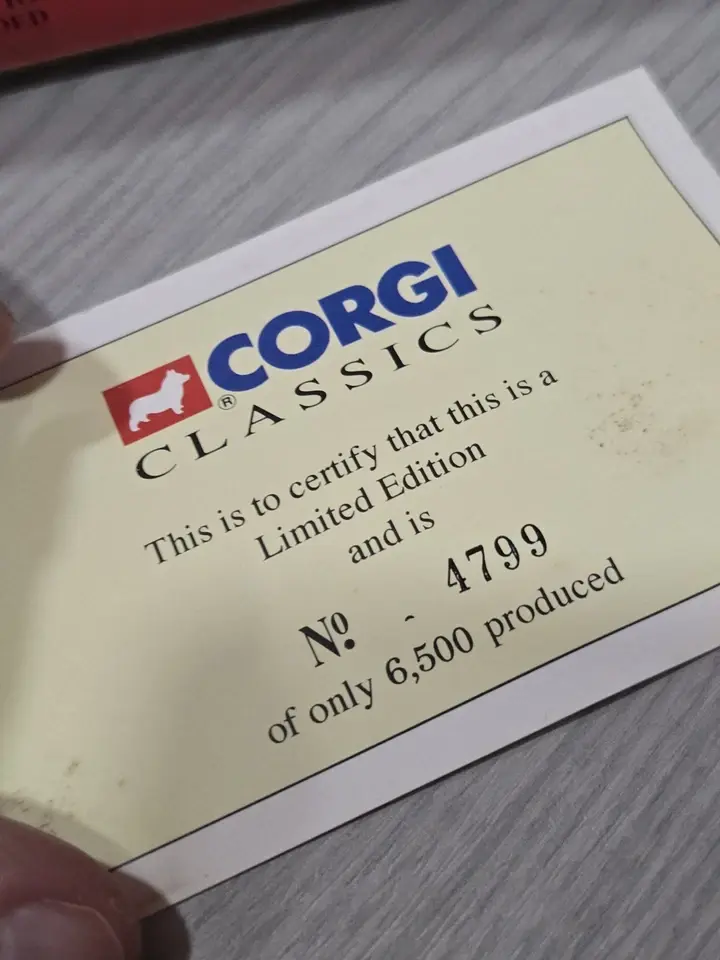 CORGI
®
CLASSICS
This is to certify that this is a
Limited Edition
and is
Nº. - 4799
of only 6,500 produced